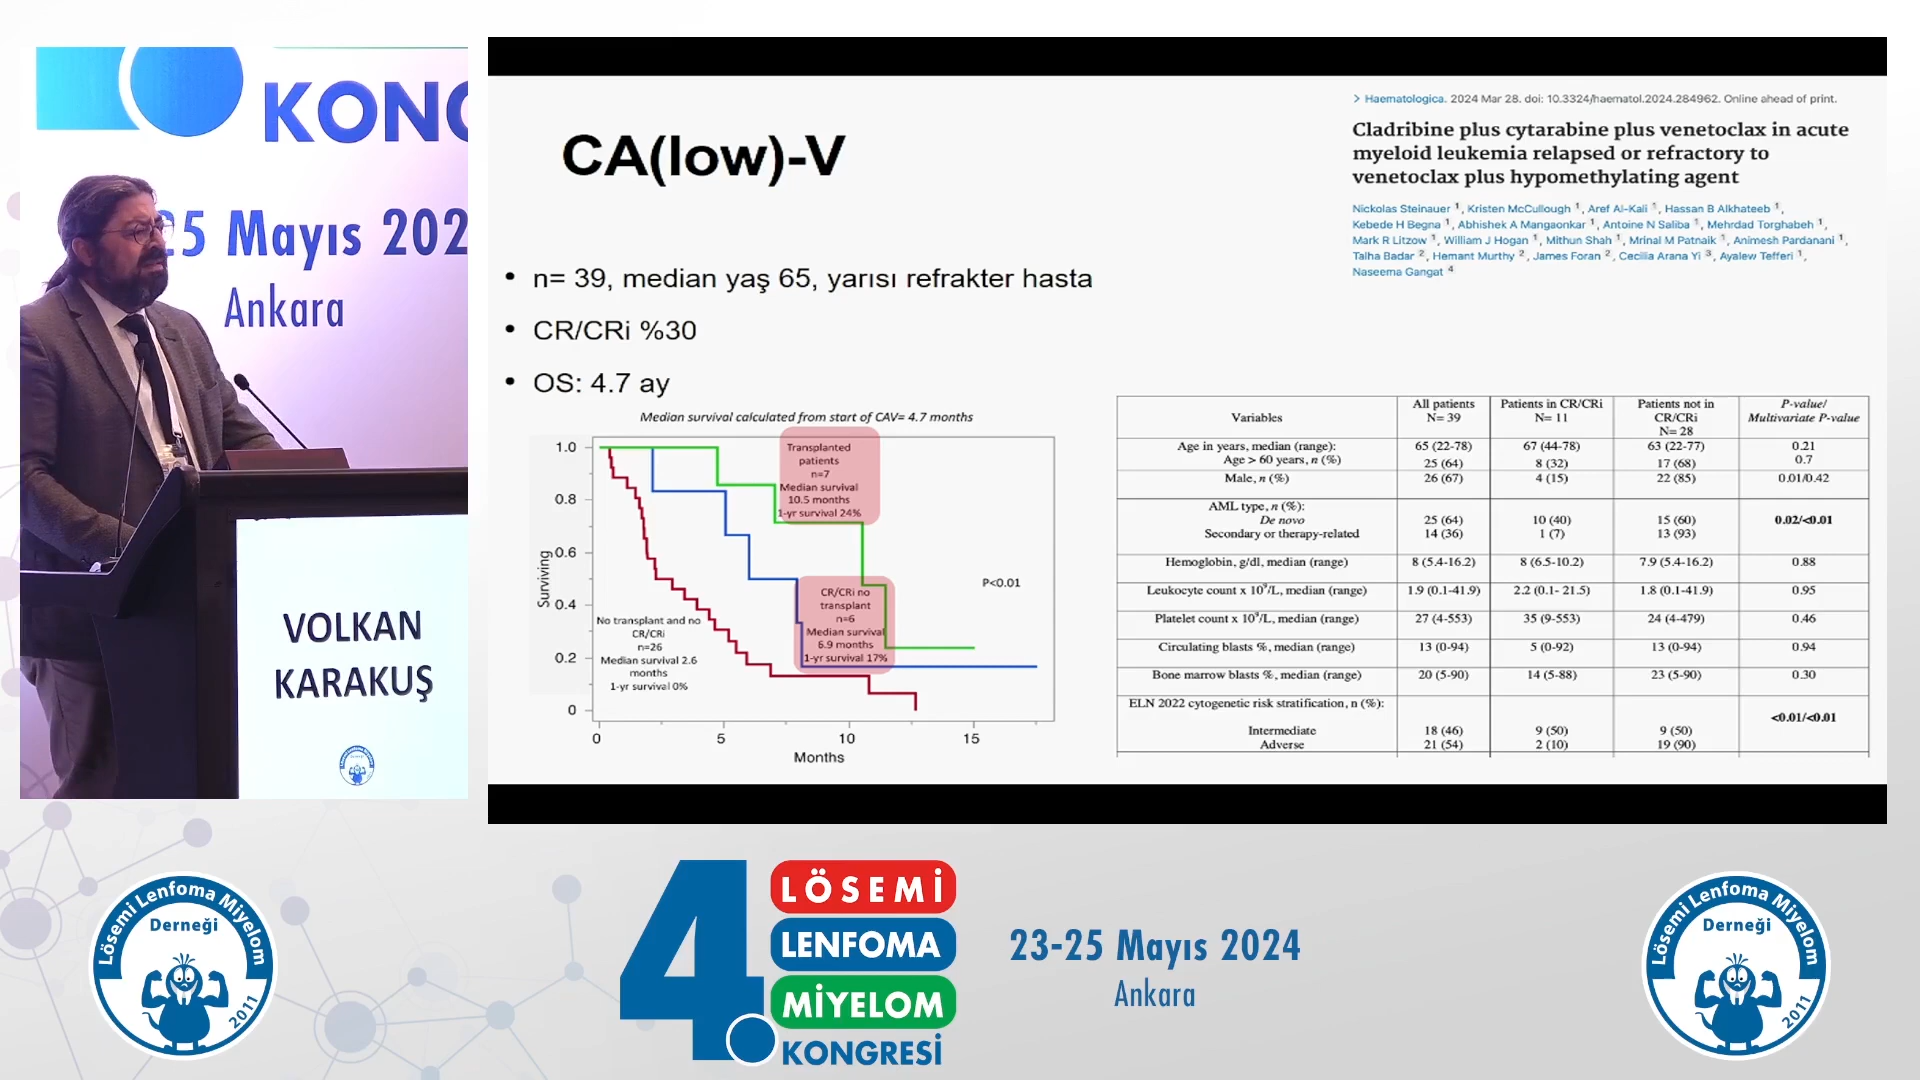 KONG
25 Mayıs 202
Ankara
VOLKAN
KARAKUŞ
CA(low)-V
> Haematologica. 2024 Mar 28. doi: 10.3324/haematol.2024.284962. Online ahead of print.
Cladribine plus cytarabine plus venetoclax in acute
myeloid leukemia relapsed or refractory to
venetoclax plus hypomethylating agent
Nickolas Steinauer 1, Kristen McCullough 1, Aref Al-Kali 1, Hassan B Alkhateeb 1,
Kebede H Begna 1, Abhishek A Mangaonkar 1, Antoine N Saliba 1, Mehrdad Torghabeh 1,
Mark R Litzow 1, William J Hogan 1, Mithun Shah 1, Mrinal M Patnaik 1, Animesh Pardanani 1,
Talha Badar 2, Hemant Murthy 2, James Foran 2, Cecilia Arana Yi 3, Ayalew Tefferi 1,
Naseema Gangat 4
• n= 39, median yaş 65, yarısı refrakter hasta
• CR/CRi %30
• OS: 4.7 ay
Median survival calculated from start of CAV= 4.7 months
Surviving
1.0
0.8
0.6
0.4
0.2
0
0 5 10 15
Months
Transplanted
patients
n=7
Median survival
10.5 months
1-yr survival 24%
P<0.01
CR/CRi no
transplant
n=6
Median survival
6.9 months
1-yr survival 17%
No transplant and no
CR/CRi
n=26
Median survival 2.6
months
1-yr survival 0%
Variables All patients N= 39 Patients in CR/CRi N= 11 Patients not in CR/CRi N= 28 P-value/ Multivariate P-value
Age in years, median (range): 65 (22-78) 67 (44-78) 63 (22-77) 0.21
Age > 60 years, n (%) 25 (64) 8 (32) 17 (68) 0.7
Male, n (%) 26 (67) 4 (15) 22 (85) 0.01/0.42
AML type, n (%):
De novo 25 (64) 10 (40) 15 (60) 0.02/<0.01
Secondary or therapy-related 14 (36) 1 (7) 13 (93)
Hemoglobin, g/dl, median (range) 8 (5.4-16.2) 8 (6.5-10.2) 7.9 (5.4-16.2) 0.88
Leukocyte count x 10⁹/L, median (range) 1.9 (0.1-41.9) 2.2 (0.1- 21.5) 1.8 (0.1-41.9) 0.95
Platelet count x 10⁹/L, median (range) 27 (4-553) 35 (9-553) 24 (4-479) 0.46
Circulating blasts %, median (range) 13 (0-94) 5 (0-92) 13 (0-94) 0.94
Bone marrow blasts %, median (range) 20 (5-90) 14 (5-88) 23 (5-90) 0.30
ELN 2022 cytogenetic risk stratification, n (%): <0.01/<0.01
Intermediate 18 (46) 9 (50) 9 (50)
Adverse 21 (54) 2 (10) 19 (90)
Lösemi Lenfoma Miyelom
Derneği
2011
4.
LÖSEMİ
LENFOMA
MİYELOM
KONGRESİ
23-25 Mayıs 2024
Ankara
Lösemi Lenfoma Miyelom
Derneği
2011